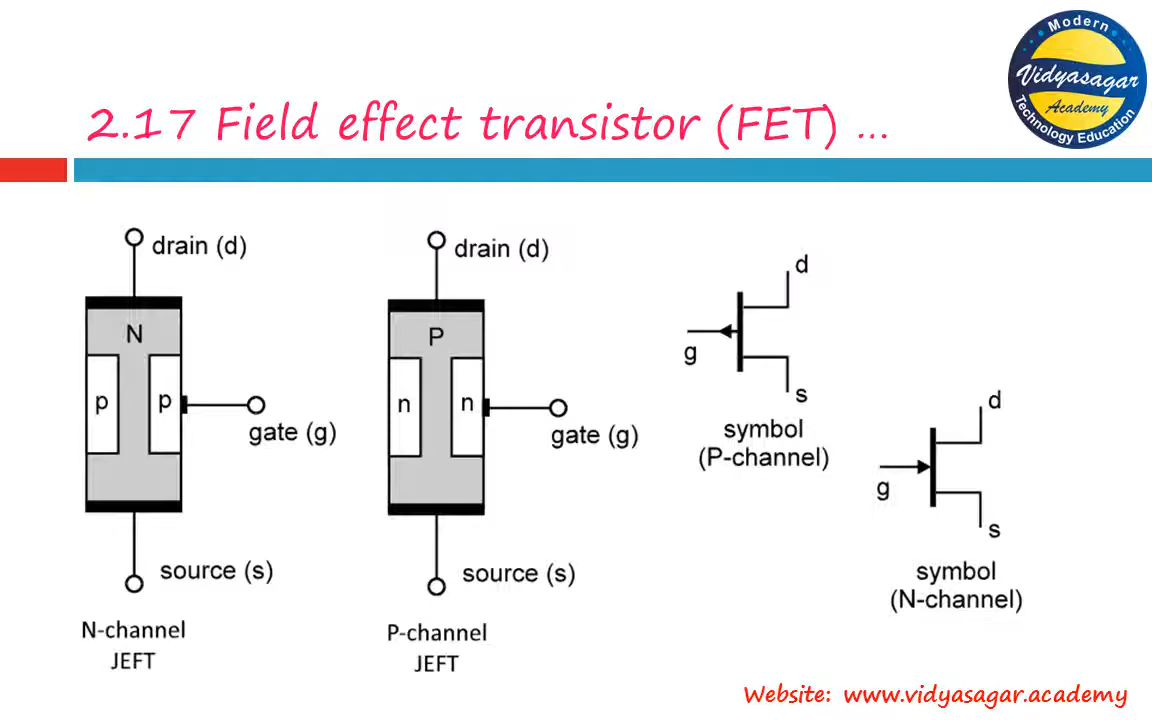 Modern
Vidyasagar
Academy
Technology Education
2.17 Field effect transistor (FET) ...
drain (d)
N
p
p
gate (g)
source (s)
N-channel
JEFT
drain (d)
P
n
n
gate (g)
source (s)
P-channel
JEFT
d
g
s
symbol
(P-channel)
d
g
s
symbol
(N-channel)
Website: www.vidyasagar.academy